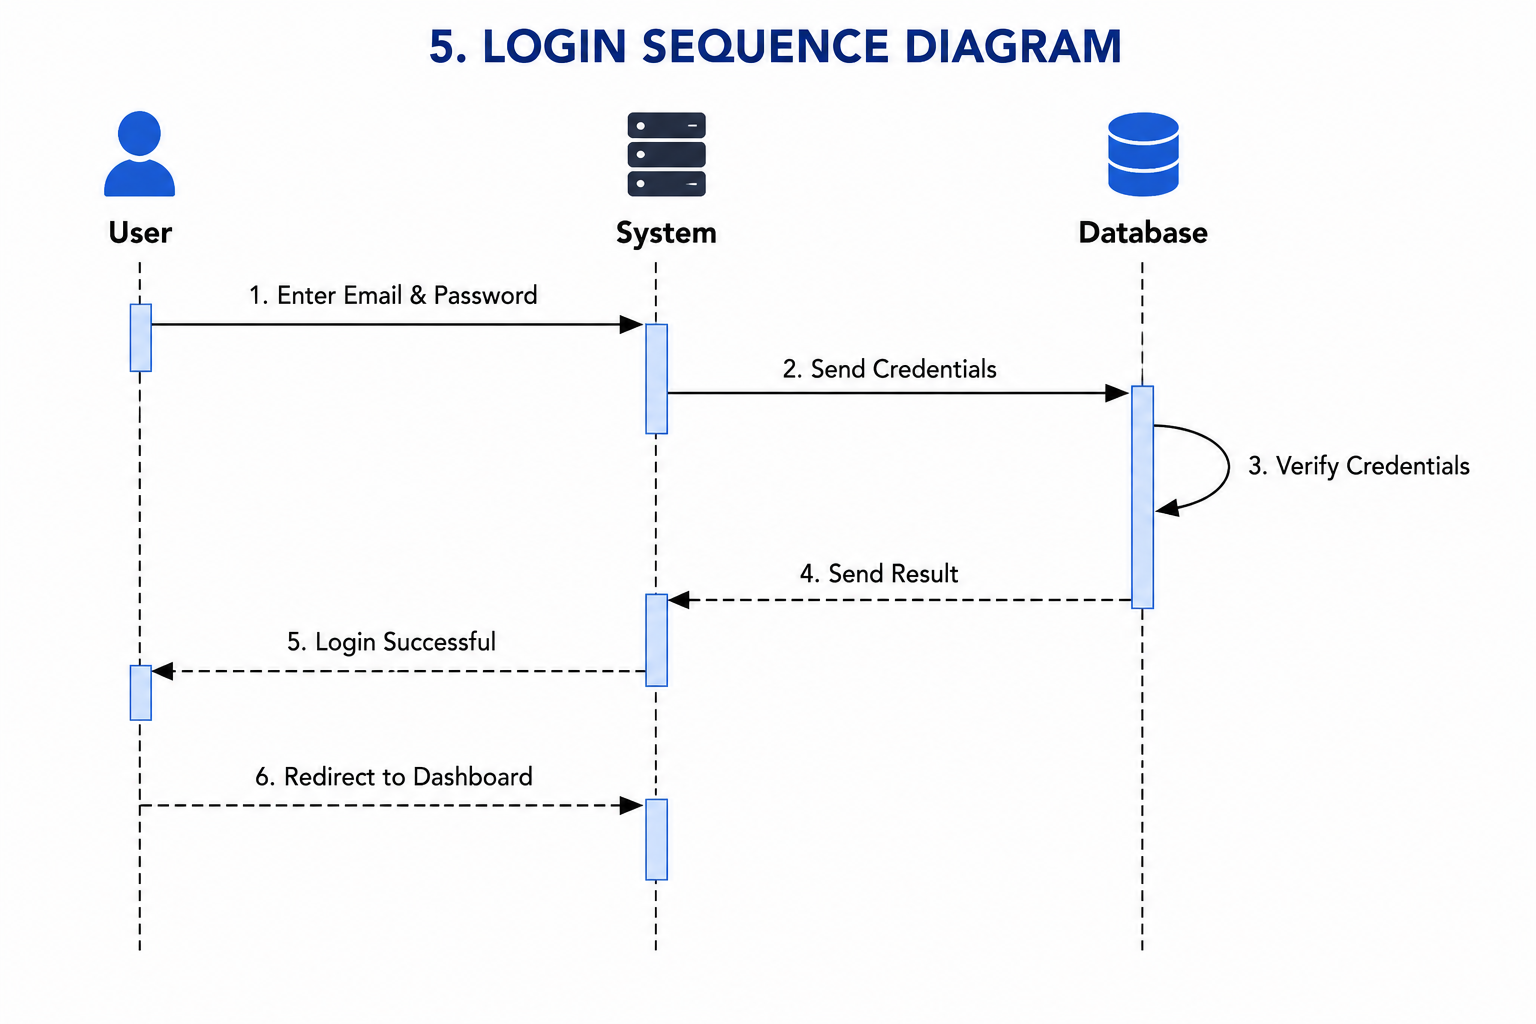 5. LOGIN SEQUENCE DIAGRAM
User
System
Database
1. Enter Email & Password
2. Send Credentials
3. Verify Credentials
4. Send Result
5. Login Successful
6. Redirect to Dashboard